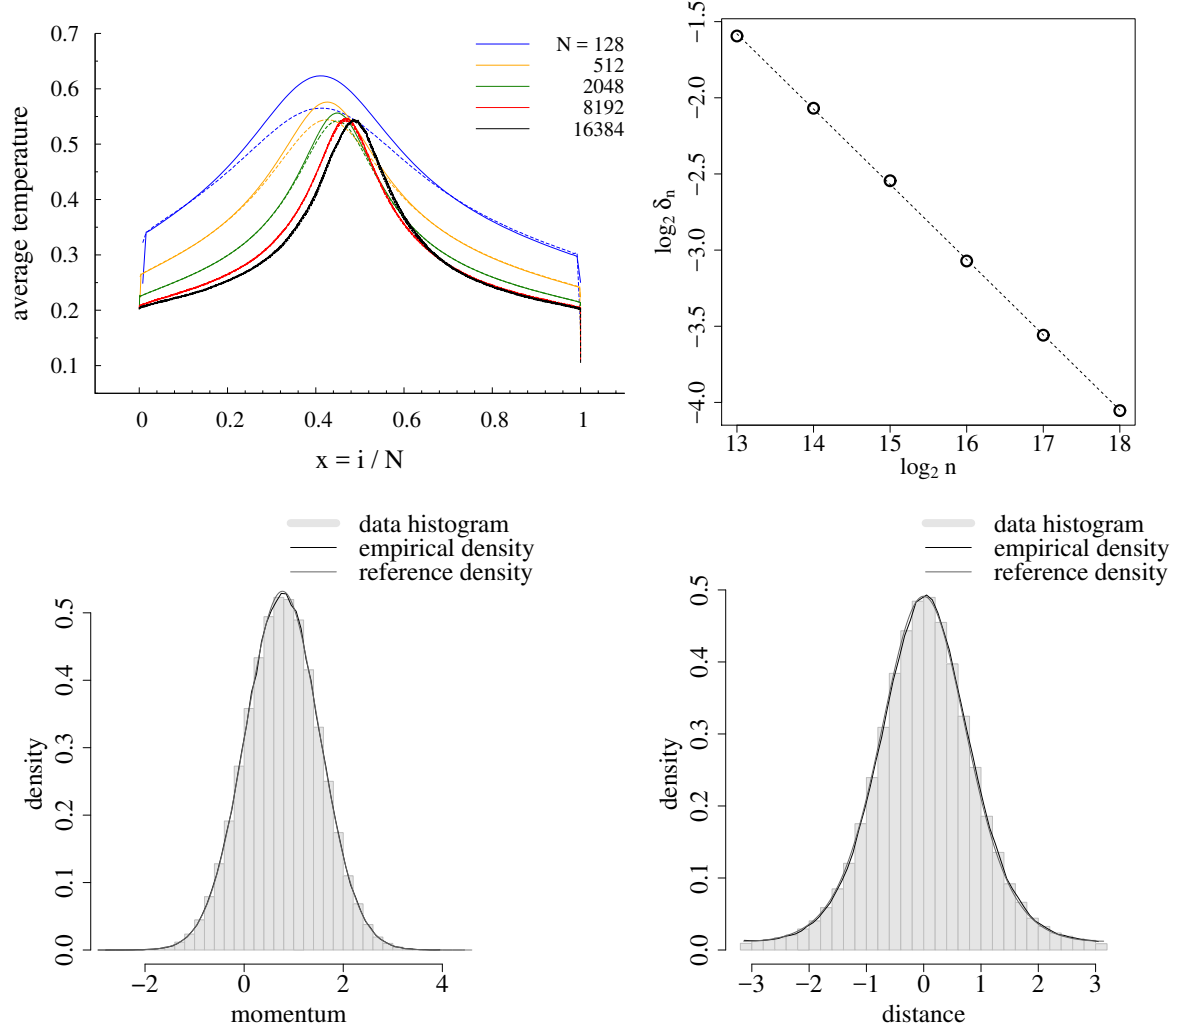 0.7
0.6
0.5
0.4
0.3
0.2
0.1
average temperature
N = 128
512
2048
8192
16384
0 0.2 0.4 0.6 0.8 1
x = i / N
−1.5
−2.0
−2.5
−3.0
−3.5
−4.0
log₂ δₙ
13 14 15 16 17 18
log₂ n
data histogram
empirical density
reference density
0.5
0.4
0.3
0.2
0.1
0.0
density
−2 0 2 4
momentum
data histogram
empirical density
reference density
0.5
0.4
0.3
0.2
0.1
0.0
density
−3 −2 −1 0 1 2 3
distance